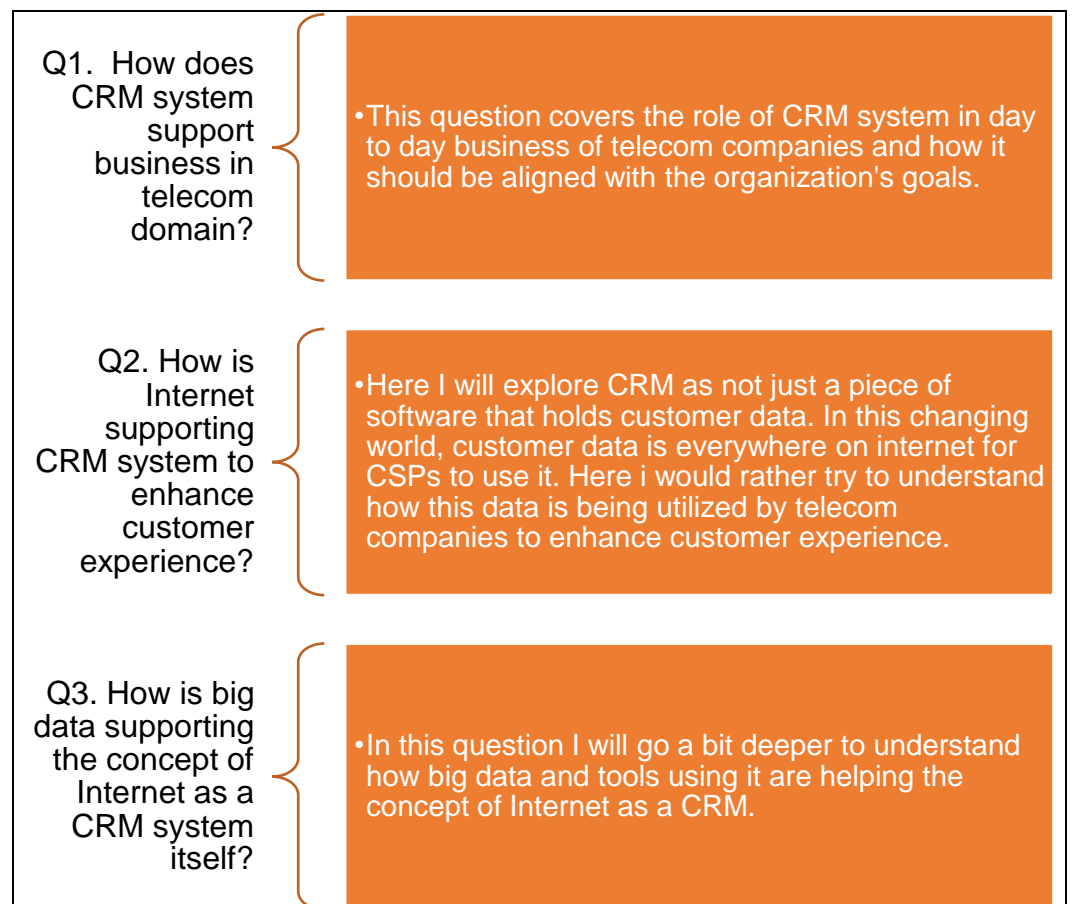 Q1.  How does
CRM system
support
business in
telecom
domain?
•This question covers the role of CRM system in day
to day business of telecom companies and how it
should be aligned with the organization's goals.
Q2. How is
Internet
supporting
CRM system to
enhance
customer
experience?
•Here I will explore CRM as not just a piece of
software that holds customer data. In this changing
world, customer data is everywhere on internet for
CSPs to use it. Here i would rather try to understand
how this data is being utilized by telecom
companies to enhance customer experience.
Q3. How is big
data supporting
the concept of
Internet as a
CRM system
itself?
•In this question I will go a bit deeper to understand
how big data and tools using it are helping the
concept of Internet as a CRM.